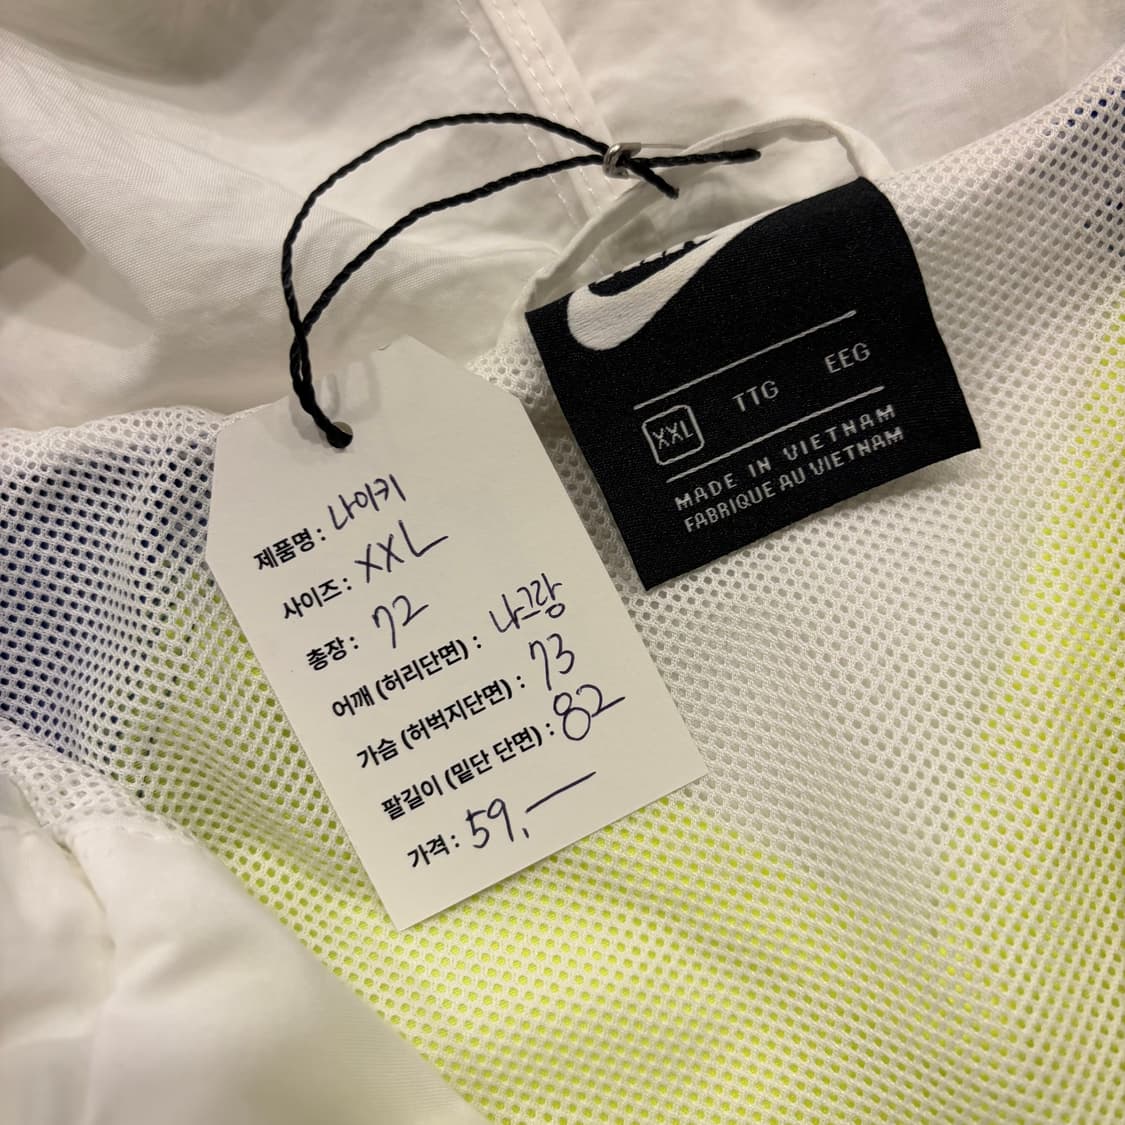 제품명 : 나이키
사이즈 : XXL
총장 : 72
어깨 (허리단면) : 나그랑
가슴 (허벅지단면) : 73
팔길이 (밑단 단면) : 82
가격 : 59,—
XXL TTG EEG
MADE IN VIETNAM
FABRIQUE AU VIETNAM